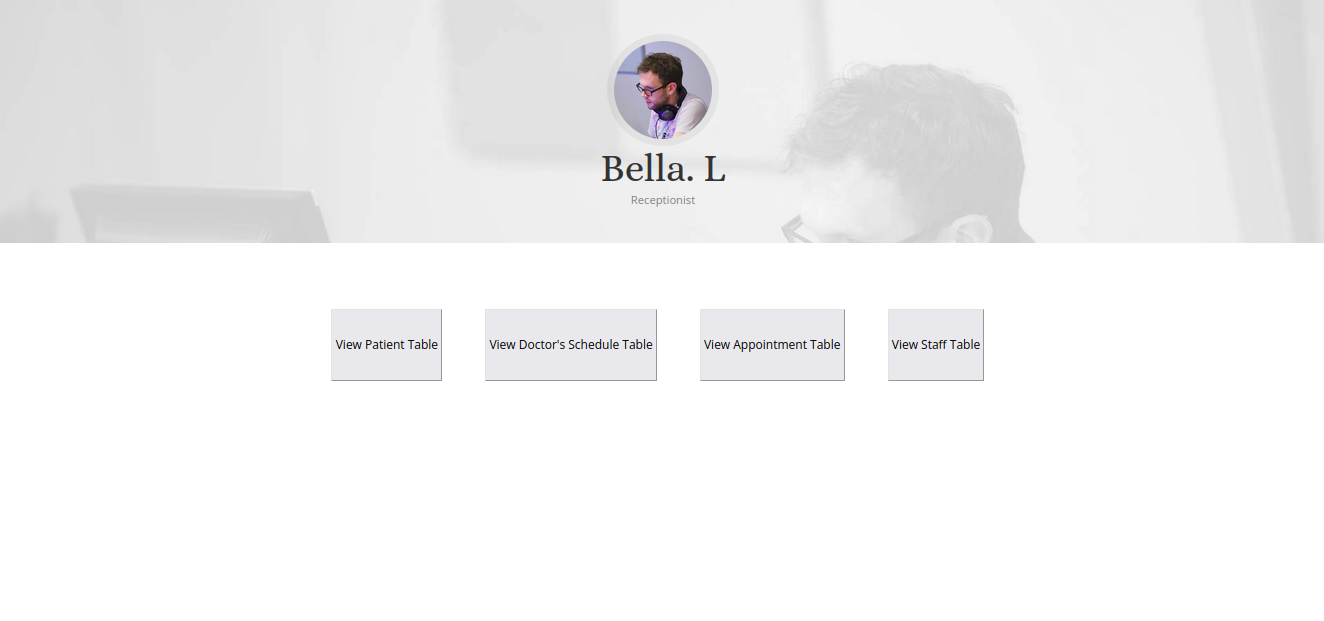 Bella. L
Receptionist
View Patient Table
View Doctor's Schedule Table
View Appointment Table
View Staff Table